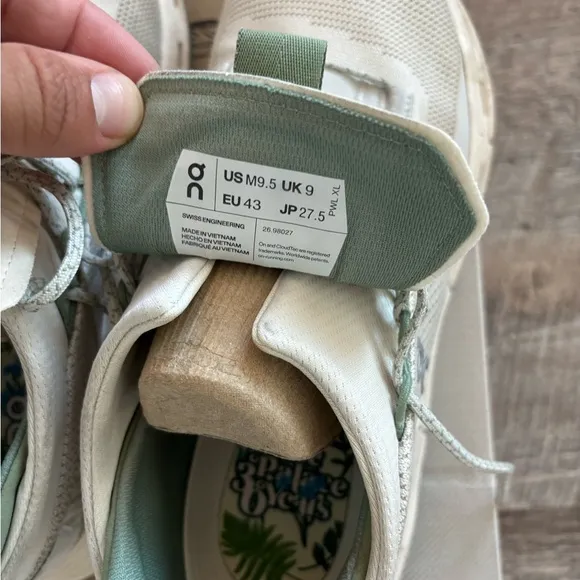 US M9.5 UK 9
EU 43 JP 27.5
PWL XL
SWISS ENGINEERING
MADE IN VIETNAM
HECHO EN VIETNAM
FABRIQUÉ AU VIETNAM
26.98027
On and CloudTec are registered
trademarks. Worldwide patents.
on-running.com
Palace